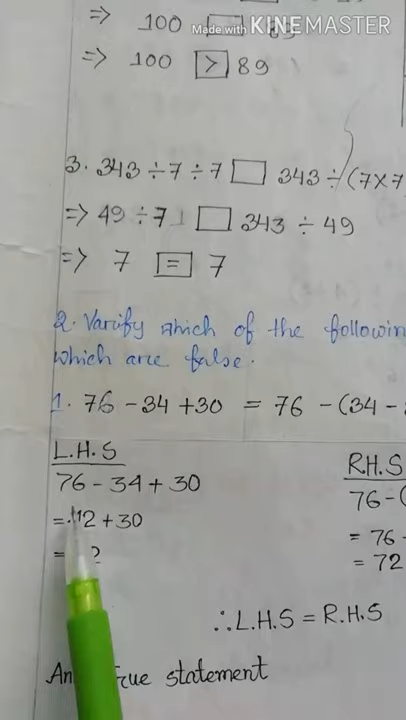 => 100
Made with KINEMASTER
=> 100 > 89
3. 343 ÷ 7 ÷ 7 □ 343 ÷ (7×7
=> 49 ÷ 7 □ 343 ÷ 49
=> 7 = 7
2. Varify which of the following
which are false.
1. 76 - 34 + 30 = 76 - (34 -
L.H.S
76 - 34 + 30
= 12 + 30
=
R.H.S
76 - (
= 76 -
= 72
∴ L.H.S = R.H.S
statement